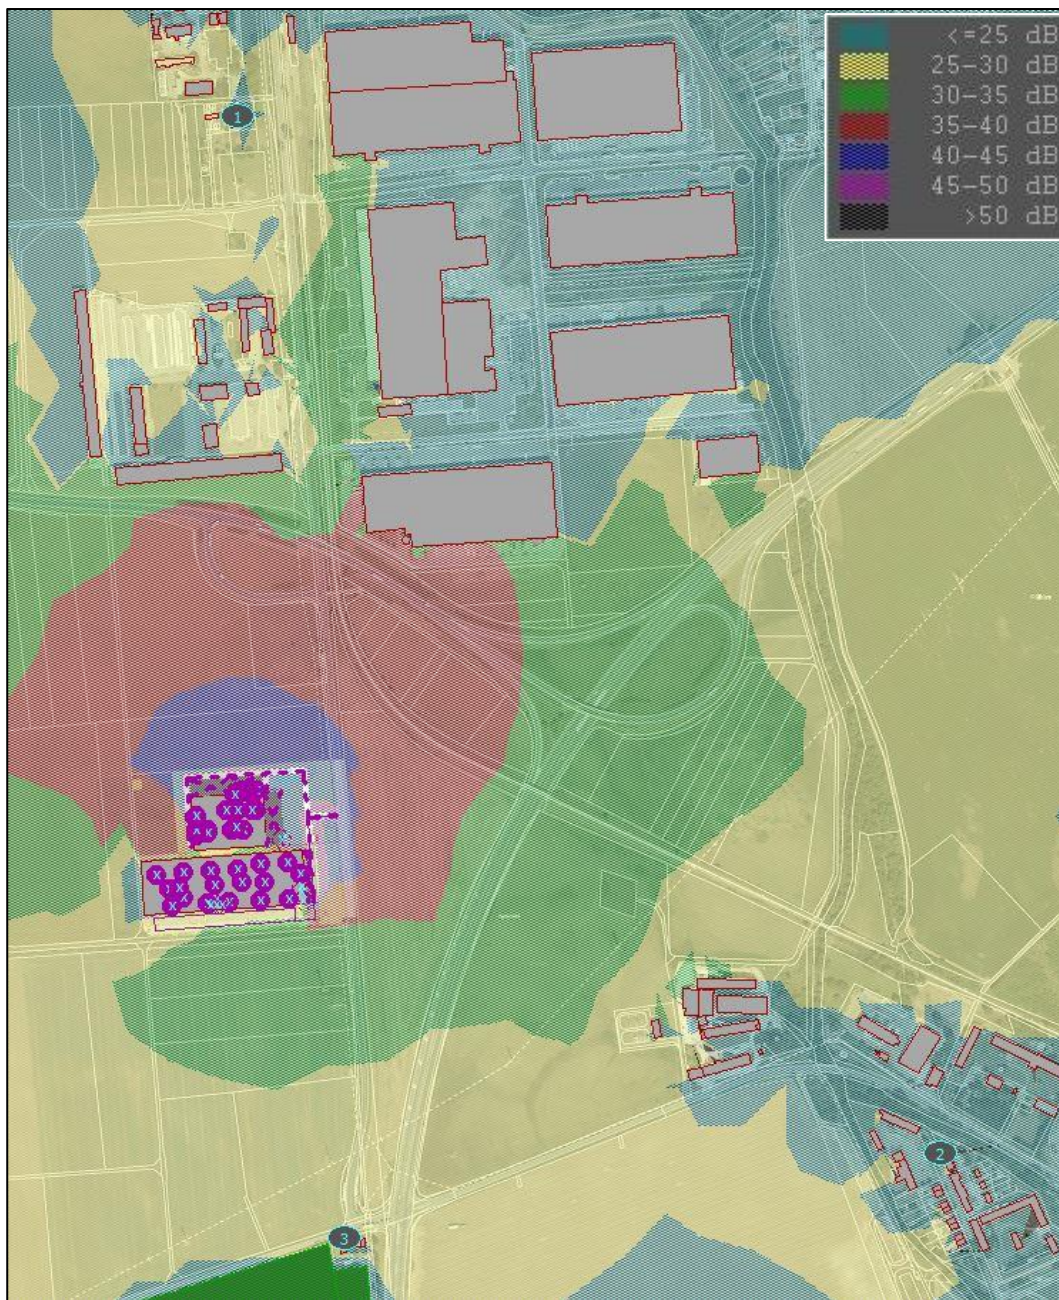 <=25 dB
25-30 dB
30-35 dB
35-40 dB
40-45 dB
45-50 dB
>50 dB
1
x
x x x
x
x x
x
x
x x x x x x
x x x x x
x x x x
2
3